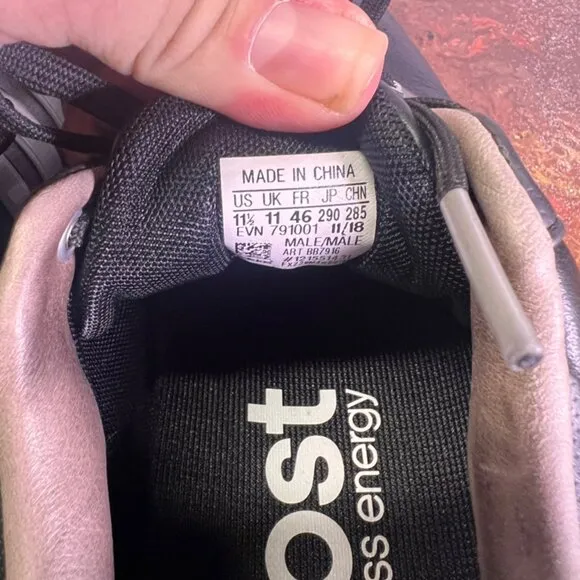 MADE IN CHINA
US UK FR JP CHN
11½ 11 46 290 285
EVN 791001 11/18
MALE/MALE
ART BB7916
ost
ss energy